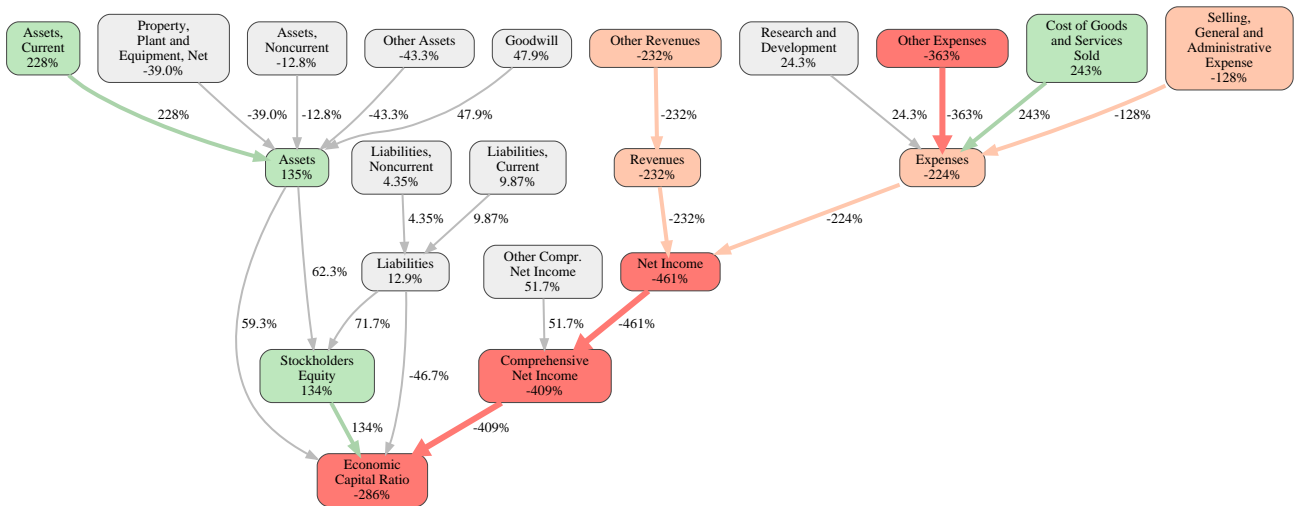 Assets,
Current
228%
Property,
Plant and
Equipment, Net
-39.0%
Assets,
Noncurrent
-12.8%
Other Assets
-43.3%
Goodwill
47.9%
Other Revenues
-232%
Research and
Development
24.3%
Other Expenses
-363%
Cost of Goods
and Services
Sold
243%
Selling,
General and
Administrative
Expense
-128%
228%
-39.0%
-12.8%
-43.3%
47.9%
-232%
24.3%
-363%
243%
-128%
Assets
135%
Liabilities,
Noncurrent
4.35%
Liabilities,
Current
9.87%
Revenues
-232%
Expenses
-224%
4.35%
9.87%
-232%
-224%
62.3%
Liabilities
12.9%
Other Compr.
Net Income
51.7%
Net Income
-461%
59.3%
71.7%
51.7%
-461%
Stockholders
Equity
134%
-46.7%
Comprehensive
Net Income
-409%
134%
-409%
Economic
Capital Ratio
-286%